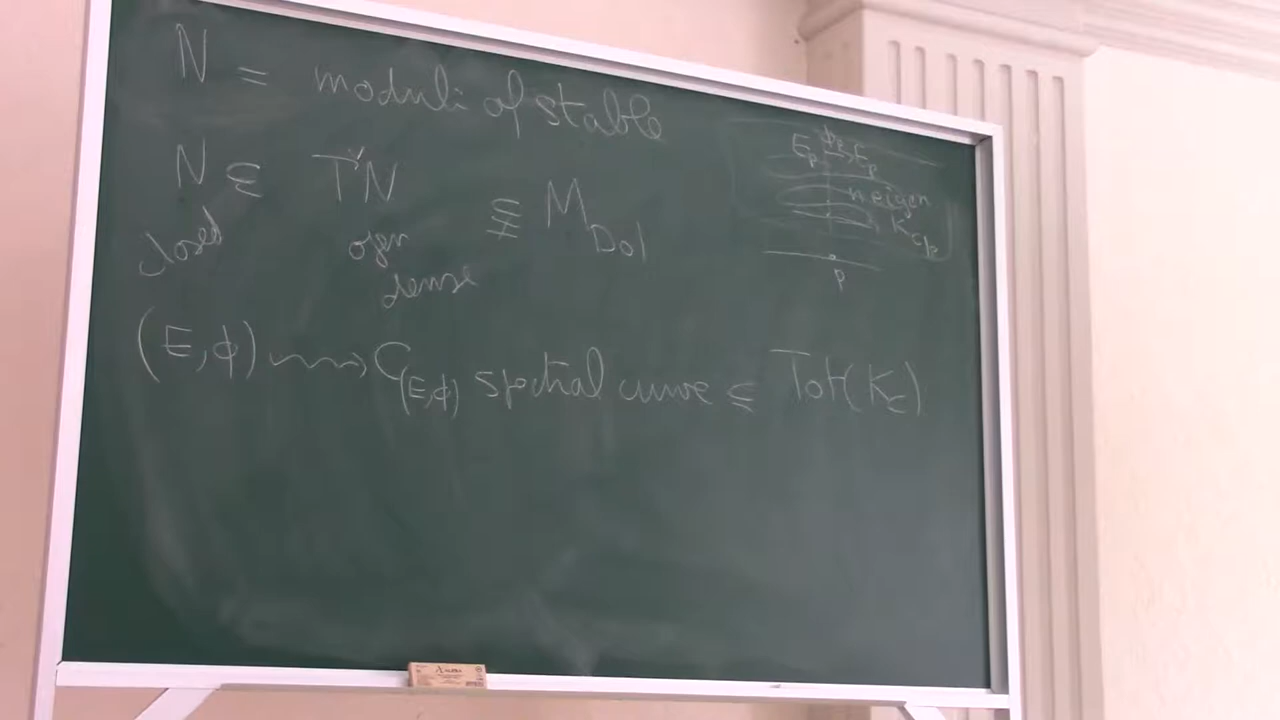 N = moduli of stable
N ⊆ T*N ⊊ M_Dol
closed open
dense
(E,ϕ) ⇝ C_(E,ϕ) spectral curve ⊆ Tot(K_C)
E_p → E_p
n eigen
K_C|p
p